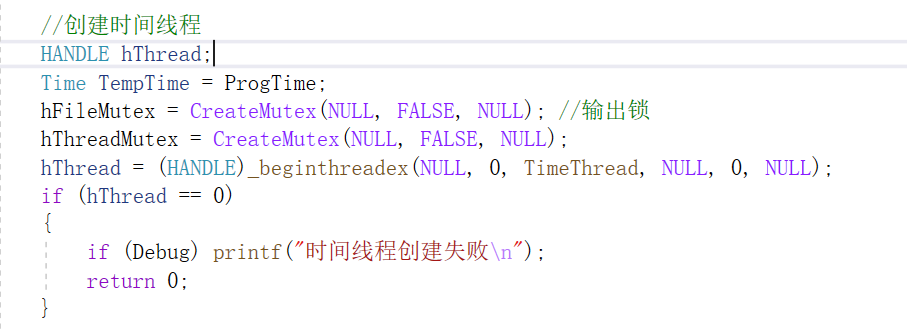 //创建时间线程
HANDLE hThread;
Time TempTime = ProgTime;
hFileMutex = CreateMutex(NULL, FALSE, NULL); //输出锁
hThreadMutex = CreateMutex(NULL, FALSE, NULL);
hThread = (HANDLE)_beginthreadex(NULL, 0, TimeThread, NULL, 0, NULL);
if (hThread == 0)
{
    if (Debug) printf("时间线程创建失败\n");
    return 0;
}